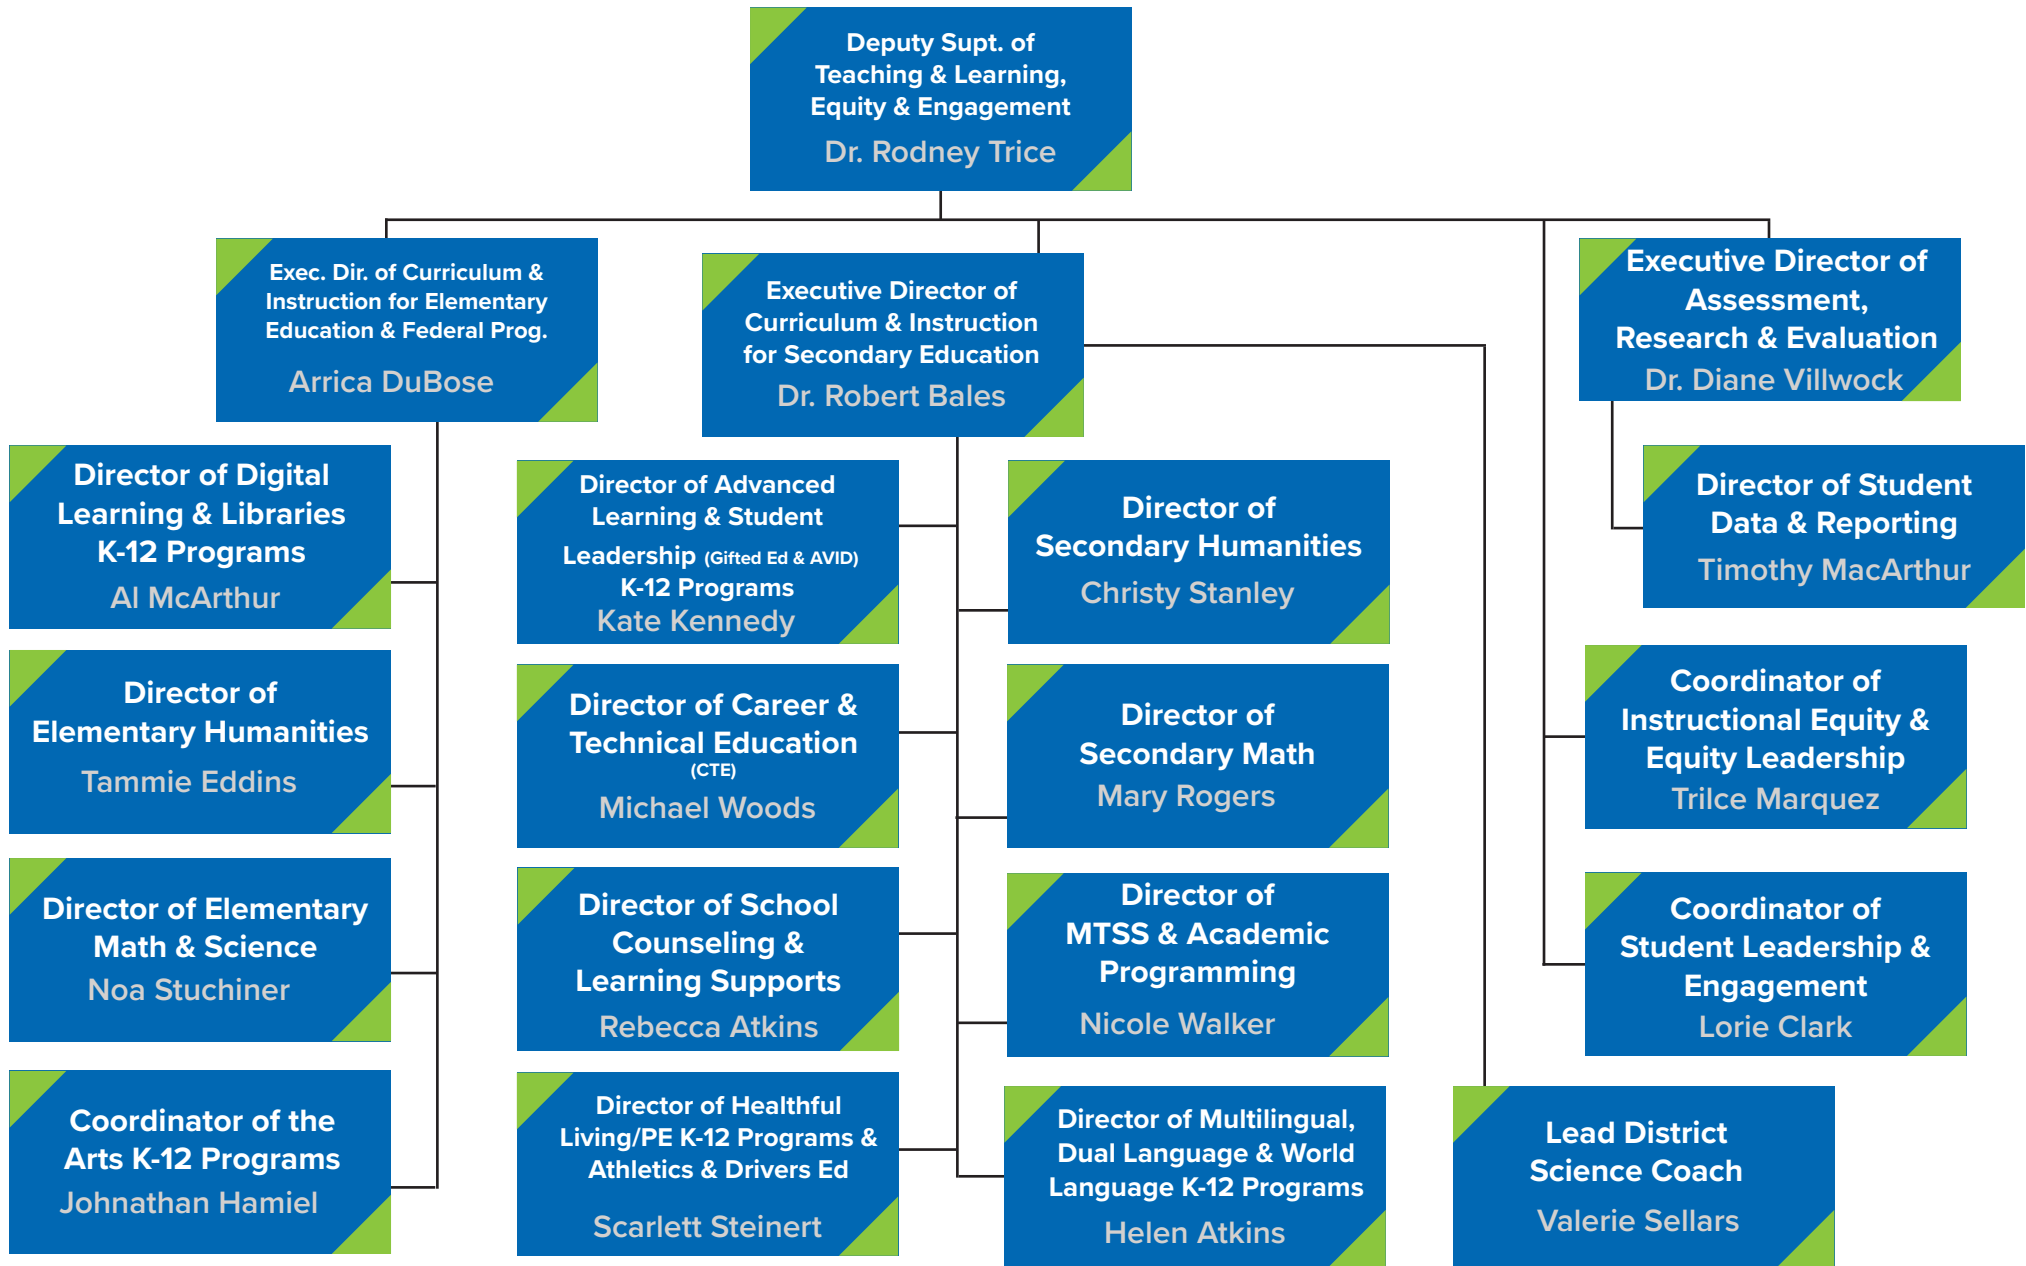 Deputy Supt. of
Teaching & Learning,
Equity & Engagement
Dr. Rodney Trice
Exec. Dir. of Curriculum &
Instruction for Elementary
Education & Federal Prog.
Arrica DuBose
Executive Director of
Curriculum & Instruction
for Secondary Education
Dr. Robert Bales
Executive Director of
Assessment,
Research & Evaluation
Dr. Diane Villwock
Director of Digital
Learning & Libraries
K-12 Programs
Al McArthur
Director of Advanced
Learning & Student
Leadership (Gifted Ed & AVID)
K-12 Programs
Kate Kennedy
Director of
Secondary Humanities
Christy Stanley
Director of Student
Data & Reporting
Timothy MacArthur
Director of
Elementary Humanities
Tammie Eddins
Director of Career &
Technical Education
(CTE)
Michael Woods
Director of
Secondary Math
Mary Rogers
Coordinator of
Instructional Equity &
Equity Leadership
Trilce Marquez
Director of Elementary
Math & Science
Noa Stuchiner
Director of School
Counseling &
Learning Supports
Rebecca Atkins
Director of
MTSS & Academic
Programming
Nicole Walker
Coordinator of
Student Leadership &
Engagement
Lorie Clark
Coordinator of the
Arts K-12 Programs
Johnathan Hamiel
Director of Healthful
Living/PE K-12 Programs &
Athletics & Drivers Ed
Scarlett Steinert
Director of Multilingual,
Dual Language & World
Language K-12 Programs
Helen Atkins
Lead District
Science Coach
Valerie Sellars